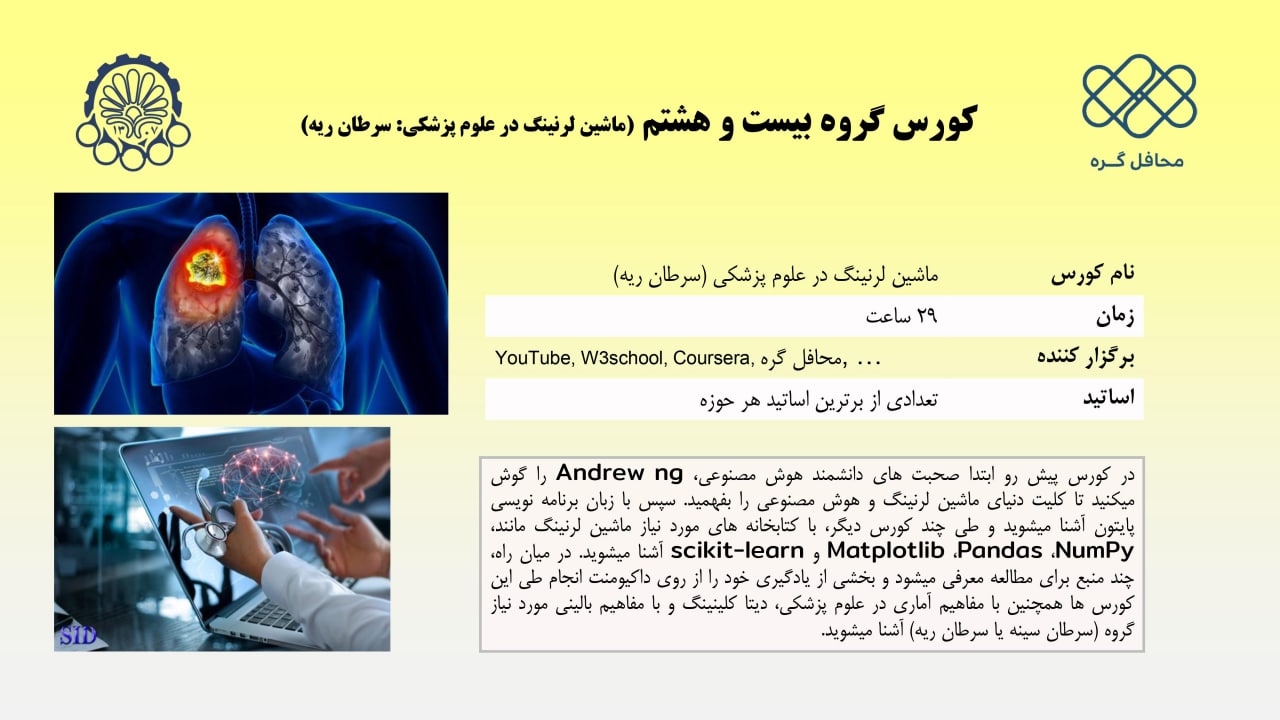 کورس گروه بیست و هشتم (ماشین لرنینگ در علوم پزشکی: سرطان ریه)
محافل گره
۱۳۰۷
نام کورس ماشین لرنینگ در علوم پزشکی (سرطان ریه)
زمان ۲۹ ساعت
برگزار کننده YouTube, W3school, Coursera, محافل گره, ...
اساتید تعدادی از برترین اساتید هر حوزه
در کورس پیش رو ابتدا صحبت های دانشمند هوش مصنوعی، Andrew ng را گوش
میکنید تا کلیت دنیای ماشین لرنینگ و هوش مصنوعی را بفهمید. سپس با زبان برنامه نویسی
پایتون آشنا میشوید و طی چند کورس دیگر، با کتابخانه های مورد نیاز ماشین لرنینگ مانند،
NumPy، Pandas، Matplotlib و scikit-learn آشنا میشوید. در میان راه،
چند منبع برای مطالعه معرفی میشود و بخشی از یادگیری خود را از روی داکیومنت انجام طی این
کورس ها همچنین با مفاهیم آماری در علوم پزشکی، دیتا کلینینگ و با مفاهیم بالینی مورد نیاز
گروه (سرطان سینه یا سرطان ریه) آشنا میشوید.
SID